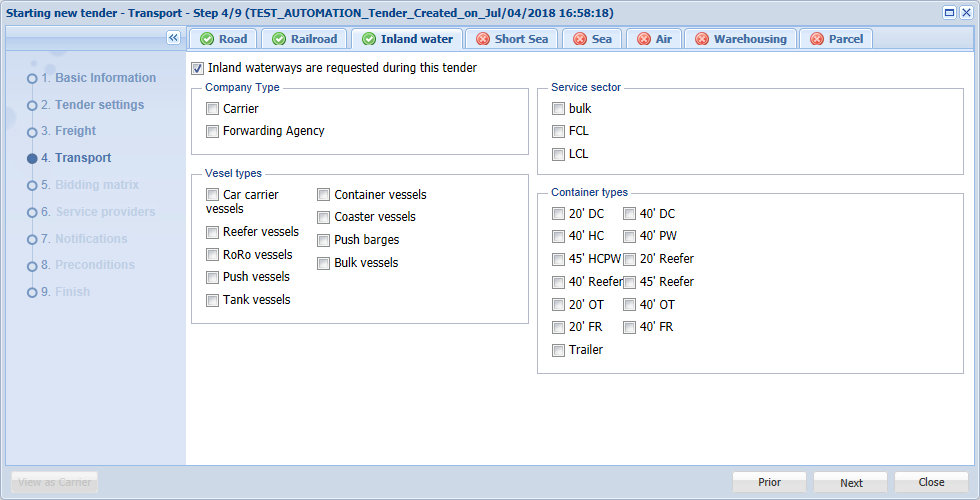 Starting new tender - Transport - Step 4/9 (TEST_AUTOMATION_Tender_Created_on_Jul/04/2018 16:58:18)
Road Railroad Inland water Short Sea Sea Air Warehousing Parcel
1. Basic Information
2. Tender settings
3. Freight
4. Transport
5. Bidding matrix
6. Service providers
7. Notifications
8. Preconditions
9. Finish
Inland waterways are requested during this tender
Company Type
Carrier
Forwarding Agency
Vesel types
Car carrier
vessels
Reefer vessels
RoRo vessels
Push vessels
Tank vessels
Container vessels
Coaster vessels
Push barges
Bulk vessels
Service sector
bulk
FCL
LCL
Container types
20' DC 40' DC
40' HC 40' PW
45' HCPW 20' Reefer
40' Reefer 45' Reefer
20' OT 40' OT
20' FR 40' FR
Trailer
View as Carrier Prior Next Close